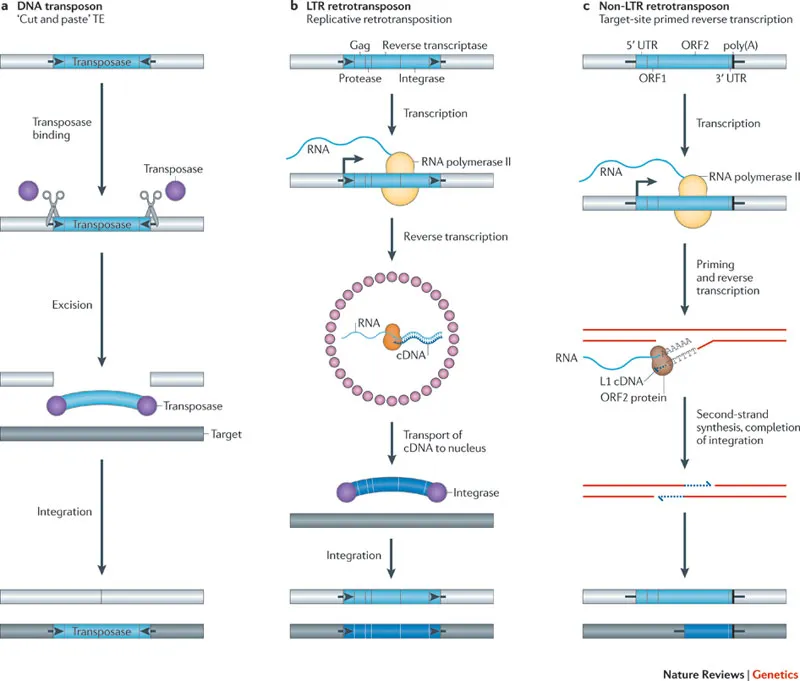 a DNA transposon
'Cut and paste' TE
Transposase
Transposase
binding
Transposase
Transposase
Excision
Transposase
Target
Integration
Transposase
b LTR retrotransposon
Replicative retrotransposition
Gag Reverse transcriptase
Protease Integrase
Transcription
RNA
RNA polymerase II
Reverse transcription
RNA
cDNA
Transport of
cDNA to nucleus
Integrase
Integration
c Non-LTR retrotransposon
Target-site primed reverse transcription
5′ UTR ORF2 poly(A)
ORF1 3′ UTR
Transcription
RNA
RNA polymerase II
Priming
and reverse
transcription
AAAAA
TTTTT
RNA
L1 cDNA
ORF2 protein
Second-strand
synthesis, completion
of integration
Nature Reviews | Genetics